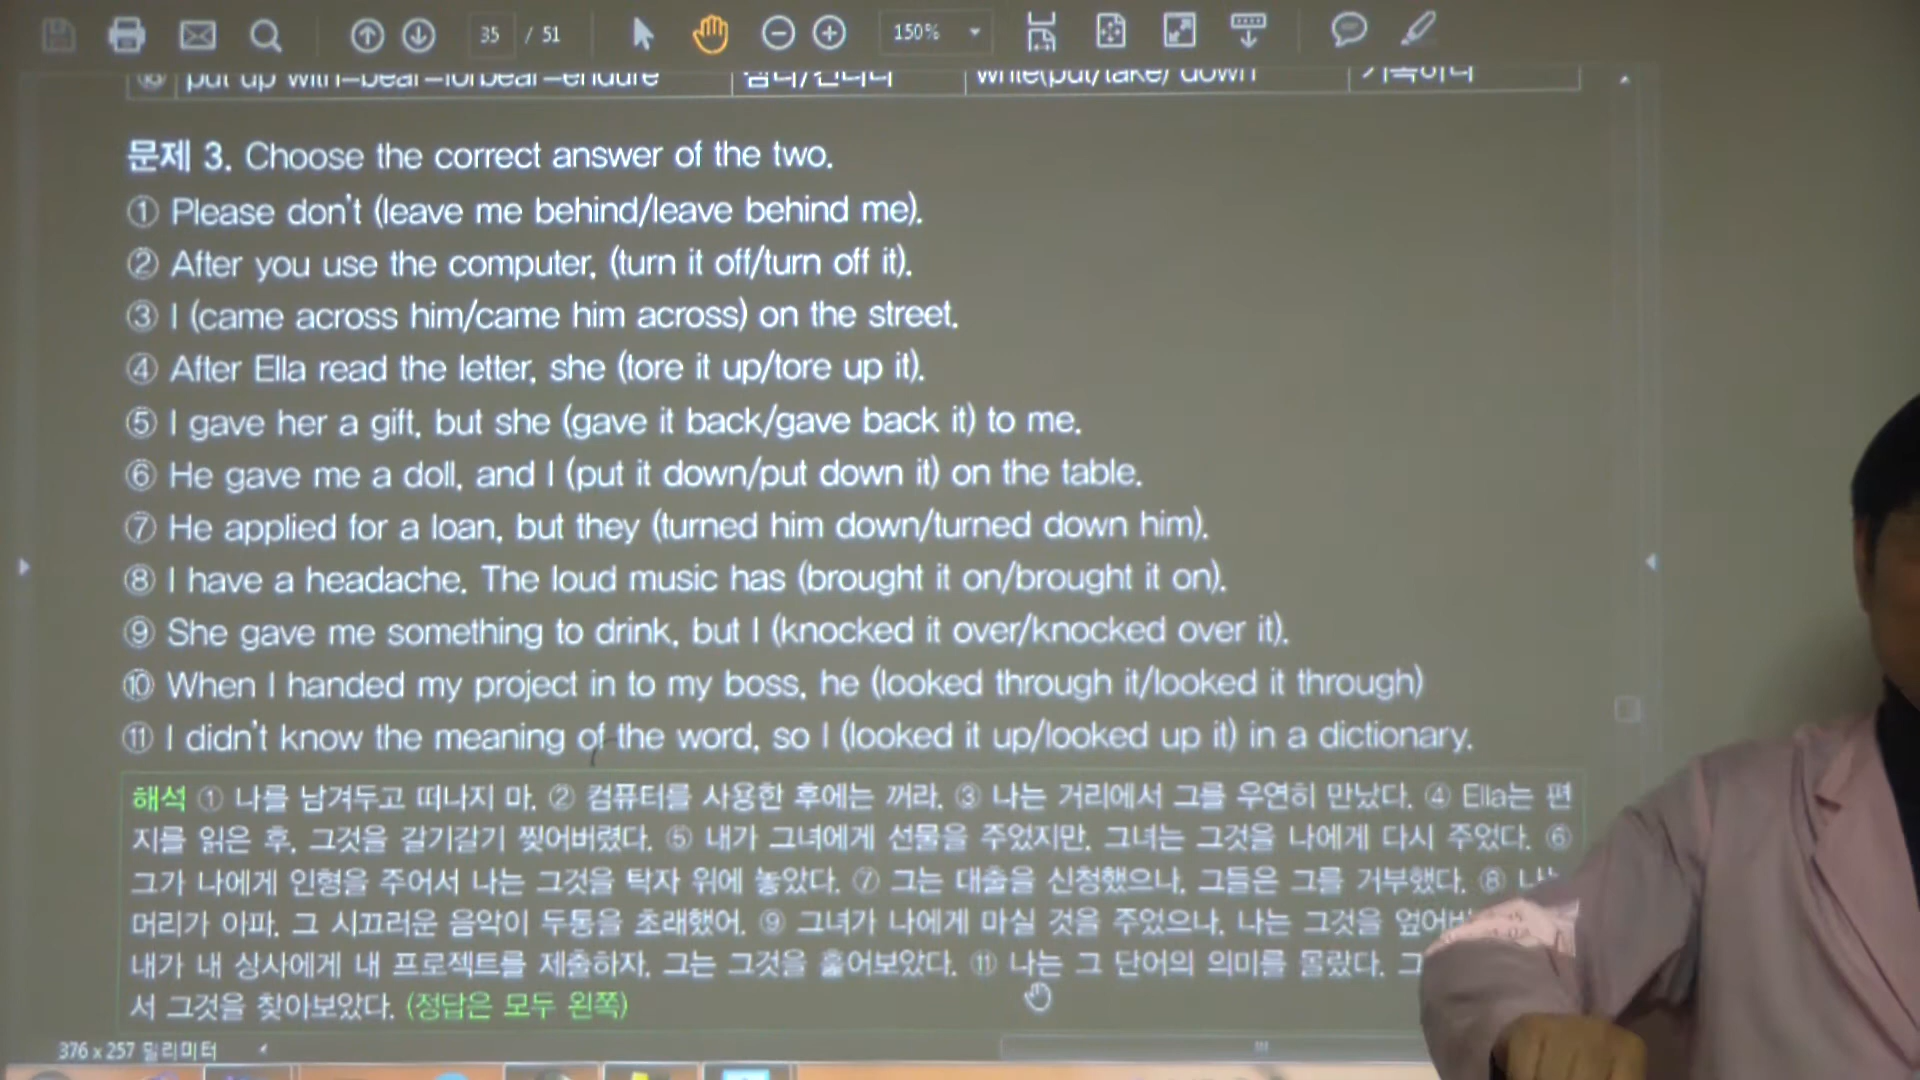 35 / 51 150%
put up with=bear=forbear=endure 참다/견디다 write(put/take) down 기록하다
문제 3. Choose the correct answer of the two.
① Please don't (leave me behind/leave behind me).
② After you use the computer, (turn it off/turn off it).
③ I (came across him/came him across) on the street.
④ After Ella read the letter, she (tore it up/tore up it).
⑤ I gave her a gift, but she (gave it back/gave back it) to me.
⑥ He gave me a doll, and I (put it down/put down it) on the table.
⑦ He applied for a loan, but they (turned him down/turned down him).
⑧ I have a headache. The loud music has (brought it on/brought it on).
⑨ She gave me something to drink, but I (knocked it over/knocked over it).
⑩ When I handed my project in to my boss, he (looked through it/looked it through)
⑪ I didn't know the meaning of the word, so I (looked it up/looked up it) in a dictionary.
해석 ① 나를 남겨두고 떠나지 마. ② 컴퓨터를 사용한 후에는 꺼라. ③ 나는 거리에서 그를 우연히 만났다. ④ Ella는 편
지를 읽은 후, 그것을 갈기갈기 찢어버렸다. ⑤ 내가 그녀에게 선물을 주었지만, 그녀는 그것을 나에게 다시 주었다. ⑥
그가 나에게 인형을 주어서 나는 그것을 탁자 위에 놓았다. ⑦ 그는 대출을 신청했으나, 그들은 그를 거부했다. ⑧
머리가 아파. 그 시끄러운 음악이 두통을 초래했어. ⑨ 그녀가 나에게 마실 것을 주었으나, 나는 그것을
내가 내 상사에게 내 프로젝트를 제출하자, 그는 그것을 훑어보았다. ⑪ 나는 그 단어의 의미를 몰랐다.
서 그것을 찾아보았다. (정답은 모두 왼쪽)
376 x 257 밀리미터